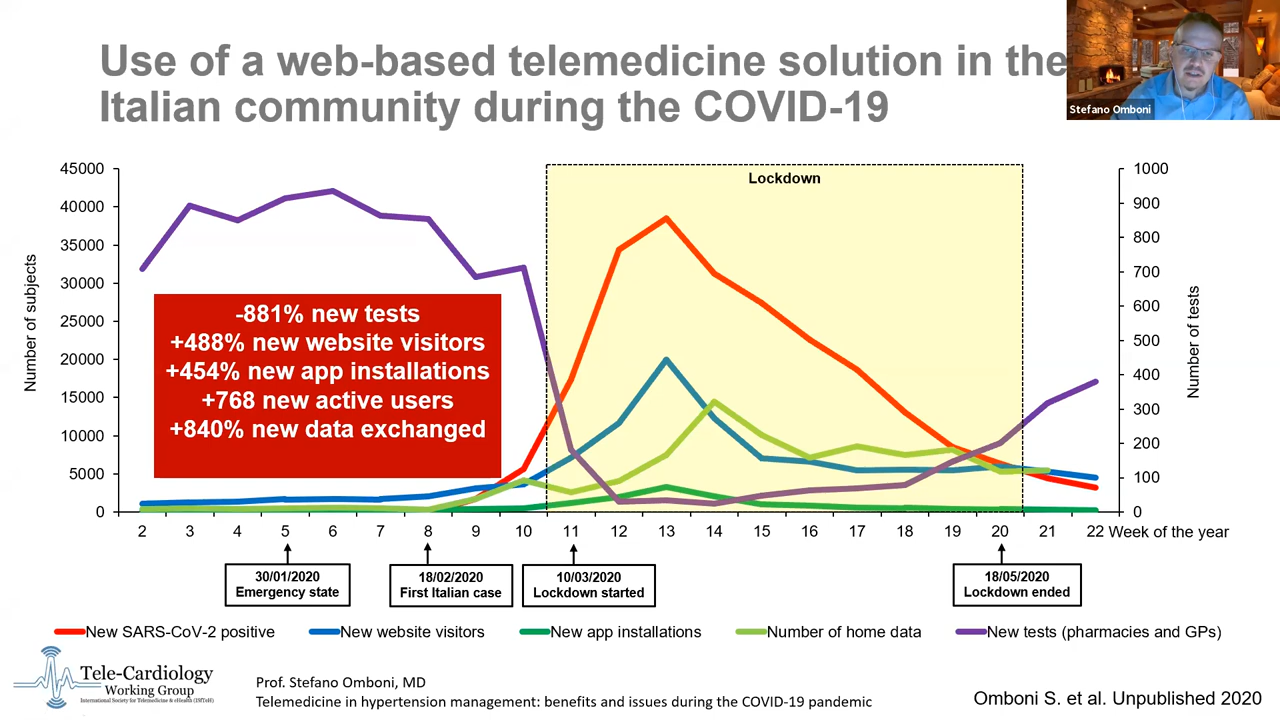 Use of a web-based telemedicine solution in the
Italian community during the COVID-19
Stefano Omboni
45000
40000
35000
30000
25000
20000
15000
10000
5000
0
Number of subjects
Lockdown
1000
900
800
700
600
500
400
300
200
100
0
Number of tests
-881% new tests
+488% new website visitors
+454% new app installations
+768 new active users
+840% new data exchanged
2 3 4 5 6 7 8 9 10 11 12 13 14 15 16 17 18 19 20 21 22 Week of the year
30/01/2020
Emergency state
18/02/2020
First Italian case
10/03/2020
Lockdown started
18/05/2020
Lockdown ended
New SARS-CoV-2 positive New website visitors New app installations Number of home data New tests (pharmacies and GPs)
Tele-Cardiology
Working Group
International Society for Telemedicine & eHealth (ISfTeH)
Prof. Stefano Omboni, MD
Telemedicine in hypertension management: benefits and issues during the COVID-19 pandemic
Omboni S. et al. Unpublished 2020